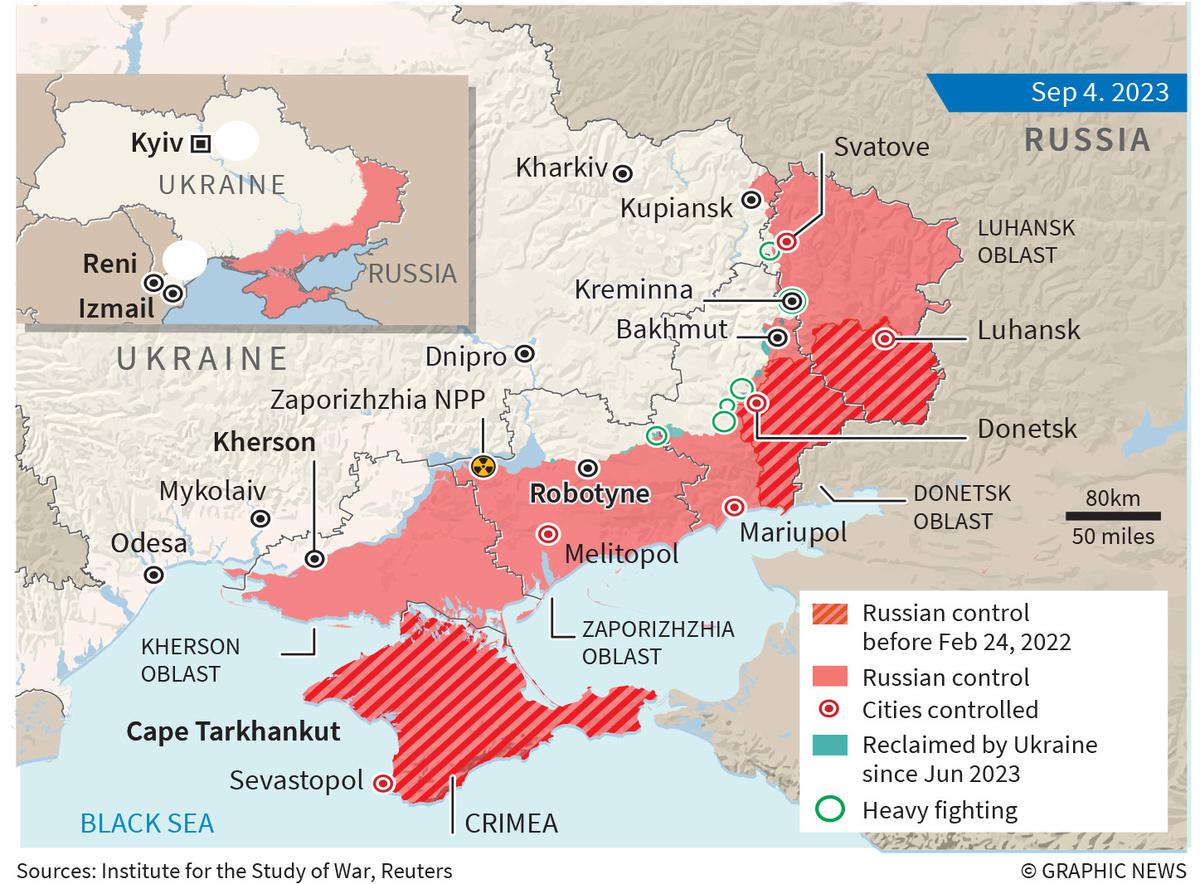 Sep 4. 2023
RUSSIA
Kyiv
UKRAINE
Reni
Izmail
RUSSIA
Svatove
Kharkiv
Kupiansk
LUHANSK
OBLAST
Kreminna
Bakhmut
Luhansk
UKRAINE
Dnipro
Zaporizhzhia NPP
Kherson
Donetsk
Mykolaiv
Robotyne
DONETSK
OBLAST
80km
50 miles
Odesa
Mariupol
Melitopol
KHERSON
OBLAST
ZAPORIZHZHIA
OBLAST
Cape Tarkhankut
Sevastopol
BLACK SEA
CRIMEA
Russian control
before Feb 24, 2022
Russian control
Cities controlled
Reclaimed by Ukraine
since Jun 2023
Heavy fighting
Sources: Institute for the Study of War, Reuters
© GRAPHIC NEWS